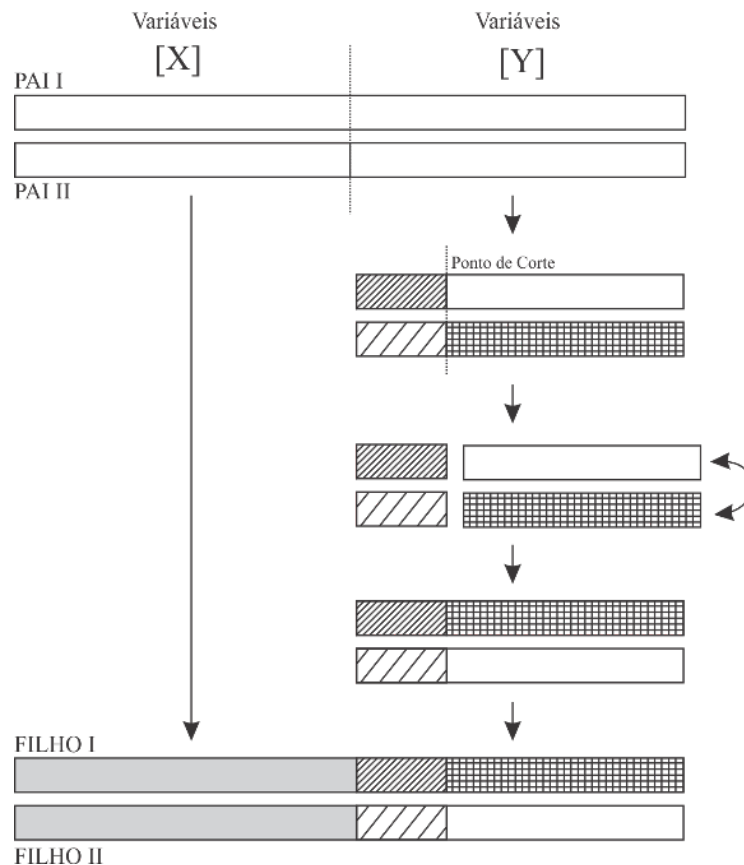 Variáveis
Variáveis
[X]
[Y]
PAI I
PAI II
Ponto de Corte
FILHO I
FILHO II